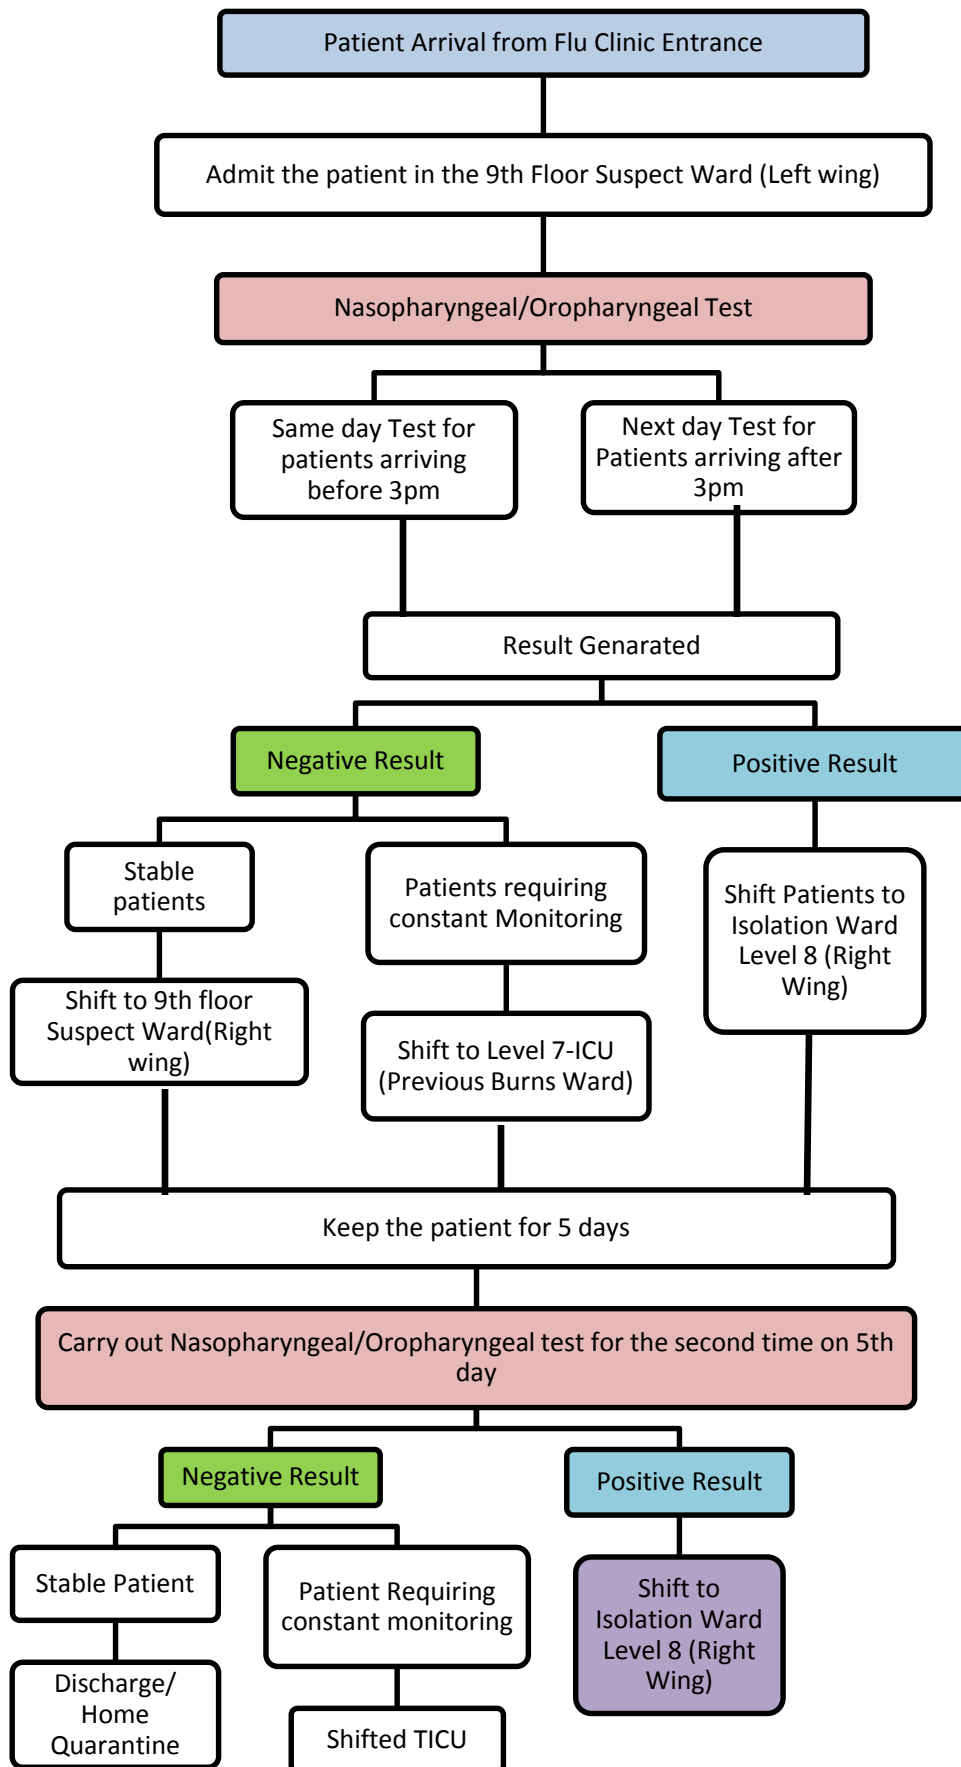 Patient Arrival from Flu Clinic Entrance
Admit the patient in the 9th Floor Suspect Ward (Left wing)
Nasopharyngeal/Oropharyngeal Test
Same day Test for
patients arriving
before 3pm
Next day Test for
Patients arriving after
3pm
Result Genarated
Negative Result
Positive Result
Stable
patients
Patients requiring
constant Monitoring
Shift Patients to
Isolation Ward
Level 8 (Right
Wing)
Shift to 9th floor
Suspect Ward(Right
wing)
Shift to Level 7-ICU
(Previous Burns Ward)
Keep the patient for 5 days
Carry out Nasopharyngeal/Oropharyngeal test for the second time on 5th
day
Negative Result
Positive Result
Stable Patient
Patient Requiring
constant monitoring
Shift to
Isolation Ward
Level 8 (Right
Wing)
Discharge/
Home
Quarantine
Shifted TICU